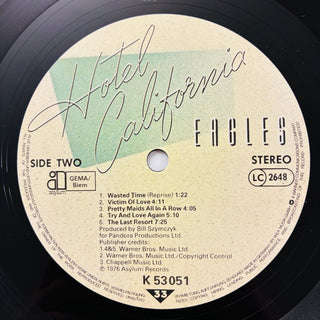 Hotel
California
EAGLES
SIDE TWO
GEMA/
Biem
STEREO
LC 2648
1. Wasted Time (Reprise) 1:22
2. Victim Of Love 4:11
3. Pretty Maids All In A Row 4:05
4. Try And Love Again 5:10
5. The Last Resort 7:25
Produced by Bill Szymczyk
for Pandora Productions Ltd.
Publisher credits:
1.4&5. Warner Bros. Music Ltd.
2. Warner Bros. Music Ltd./Copyright Control
3. Chappell Music Ltd.
℗ 1976 Asylum Records
K 53051
33